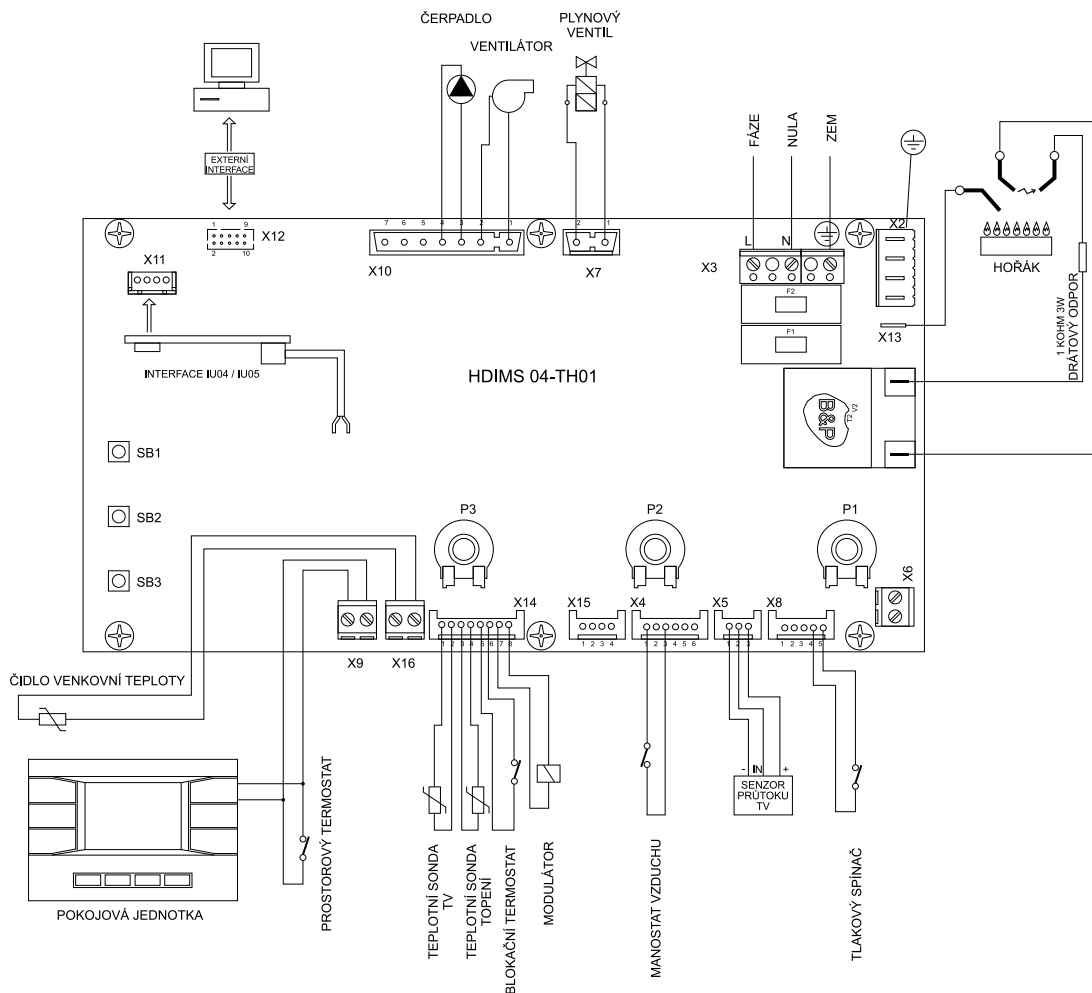 ČERPADLO
VENTILÁTOR
PLYNOVÝ
VENTIL
EXTERNÍ
INTERFACE
FÁZE
NULA
ZEM
1 9
2 10
X12
7 6 5 4 3 2 1
X10
2 1
X7
X3
L N
X2
F2
F1
X13
HOŘÁK
1 KOHM 3W
DRÁTOVÝ ODPOR
X11
INTERFACE IU04 / IU05
HDIMS 04-TH01
B&P
T2 V2
SB1
SB2
SB3
P3
P2
P1
X6
X9
X16
X14
1 2 3 4 5 6 7 8
X15
1 2 3 4
X4
1 2 3 4 5 6
X5
1 2 3
X8
1 2 3 4 5
ČIDLO VENKOVNÍ TEPLOTY
POKOJOVÁ JEDNOTKA
PROSTOROVÝ TERMOSTAT
TEPLOTNÍ SONDA
TV
TEPLOTNÍ SONDA
TOPENÍ
BLOKAČNÍ TERMOSTAT
MODULÁTOR
MANOSTAT VZDUCHU
- IN +
SENZOR
PRŮTOKU
TV
TLAKOVÝ SPÍNAČ